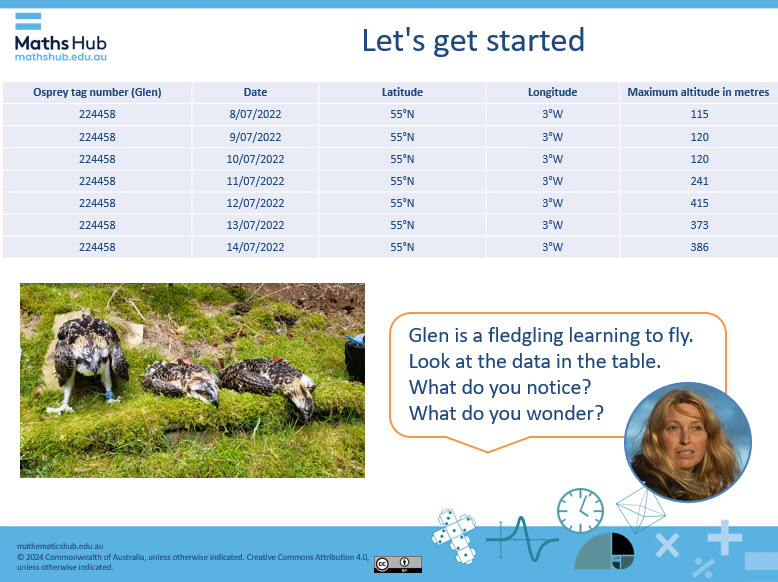 Maths Hub
mathshub.edu.au
Let's get started
Osprey tag number (Glen) Date Latitude Longitude Maximum altitude in metres
224458 8/07/2022 55°N 3°W 115
224458 9/07/2022 55°N 3°W 120
224458 10/07/2022 55°N 3°W 120
224458 11/07/2022 55°N 3°W 241
224458 12/07/2022 55°N 3°W 415
224458 13/07/2022 55°N 3°W 373
224458 14/07/2022 55°N 3°W 386
Glen is a fledgling learning to fly.
Look at the data in the table.
What do you notice?
What do you wonder?
mathematicshub.edu.au
© 2024 Commonwealth of Australia, unless otherwise indicated. Creative Commons Attribution 4.0,
unless otherwise indicated.
cc
BY